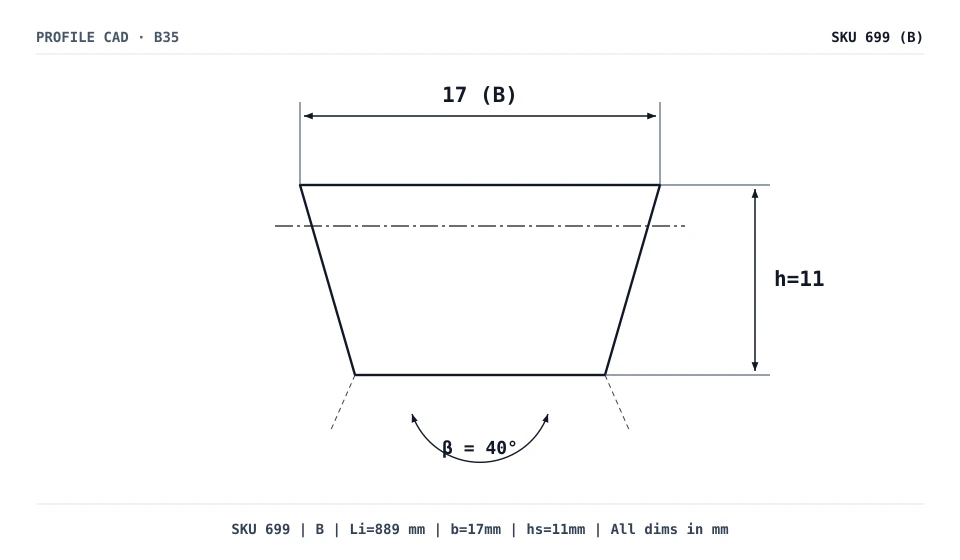 PROFILE CAD · B35
SKU 699 (B)
17 (B)
h=11
β = 40°
SKU 699 | B | Li=889 mm | b=17mm | hs=11mm | All dims in mm